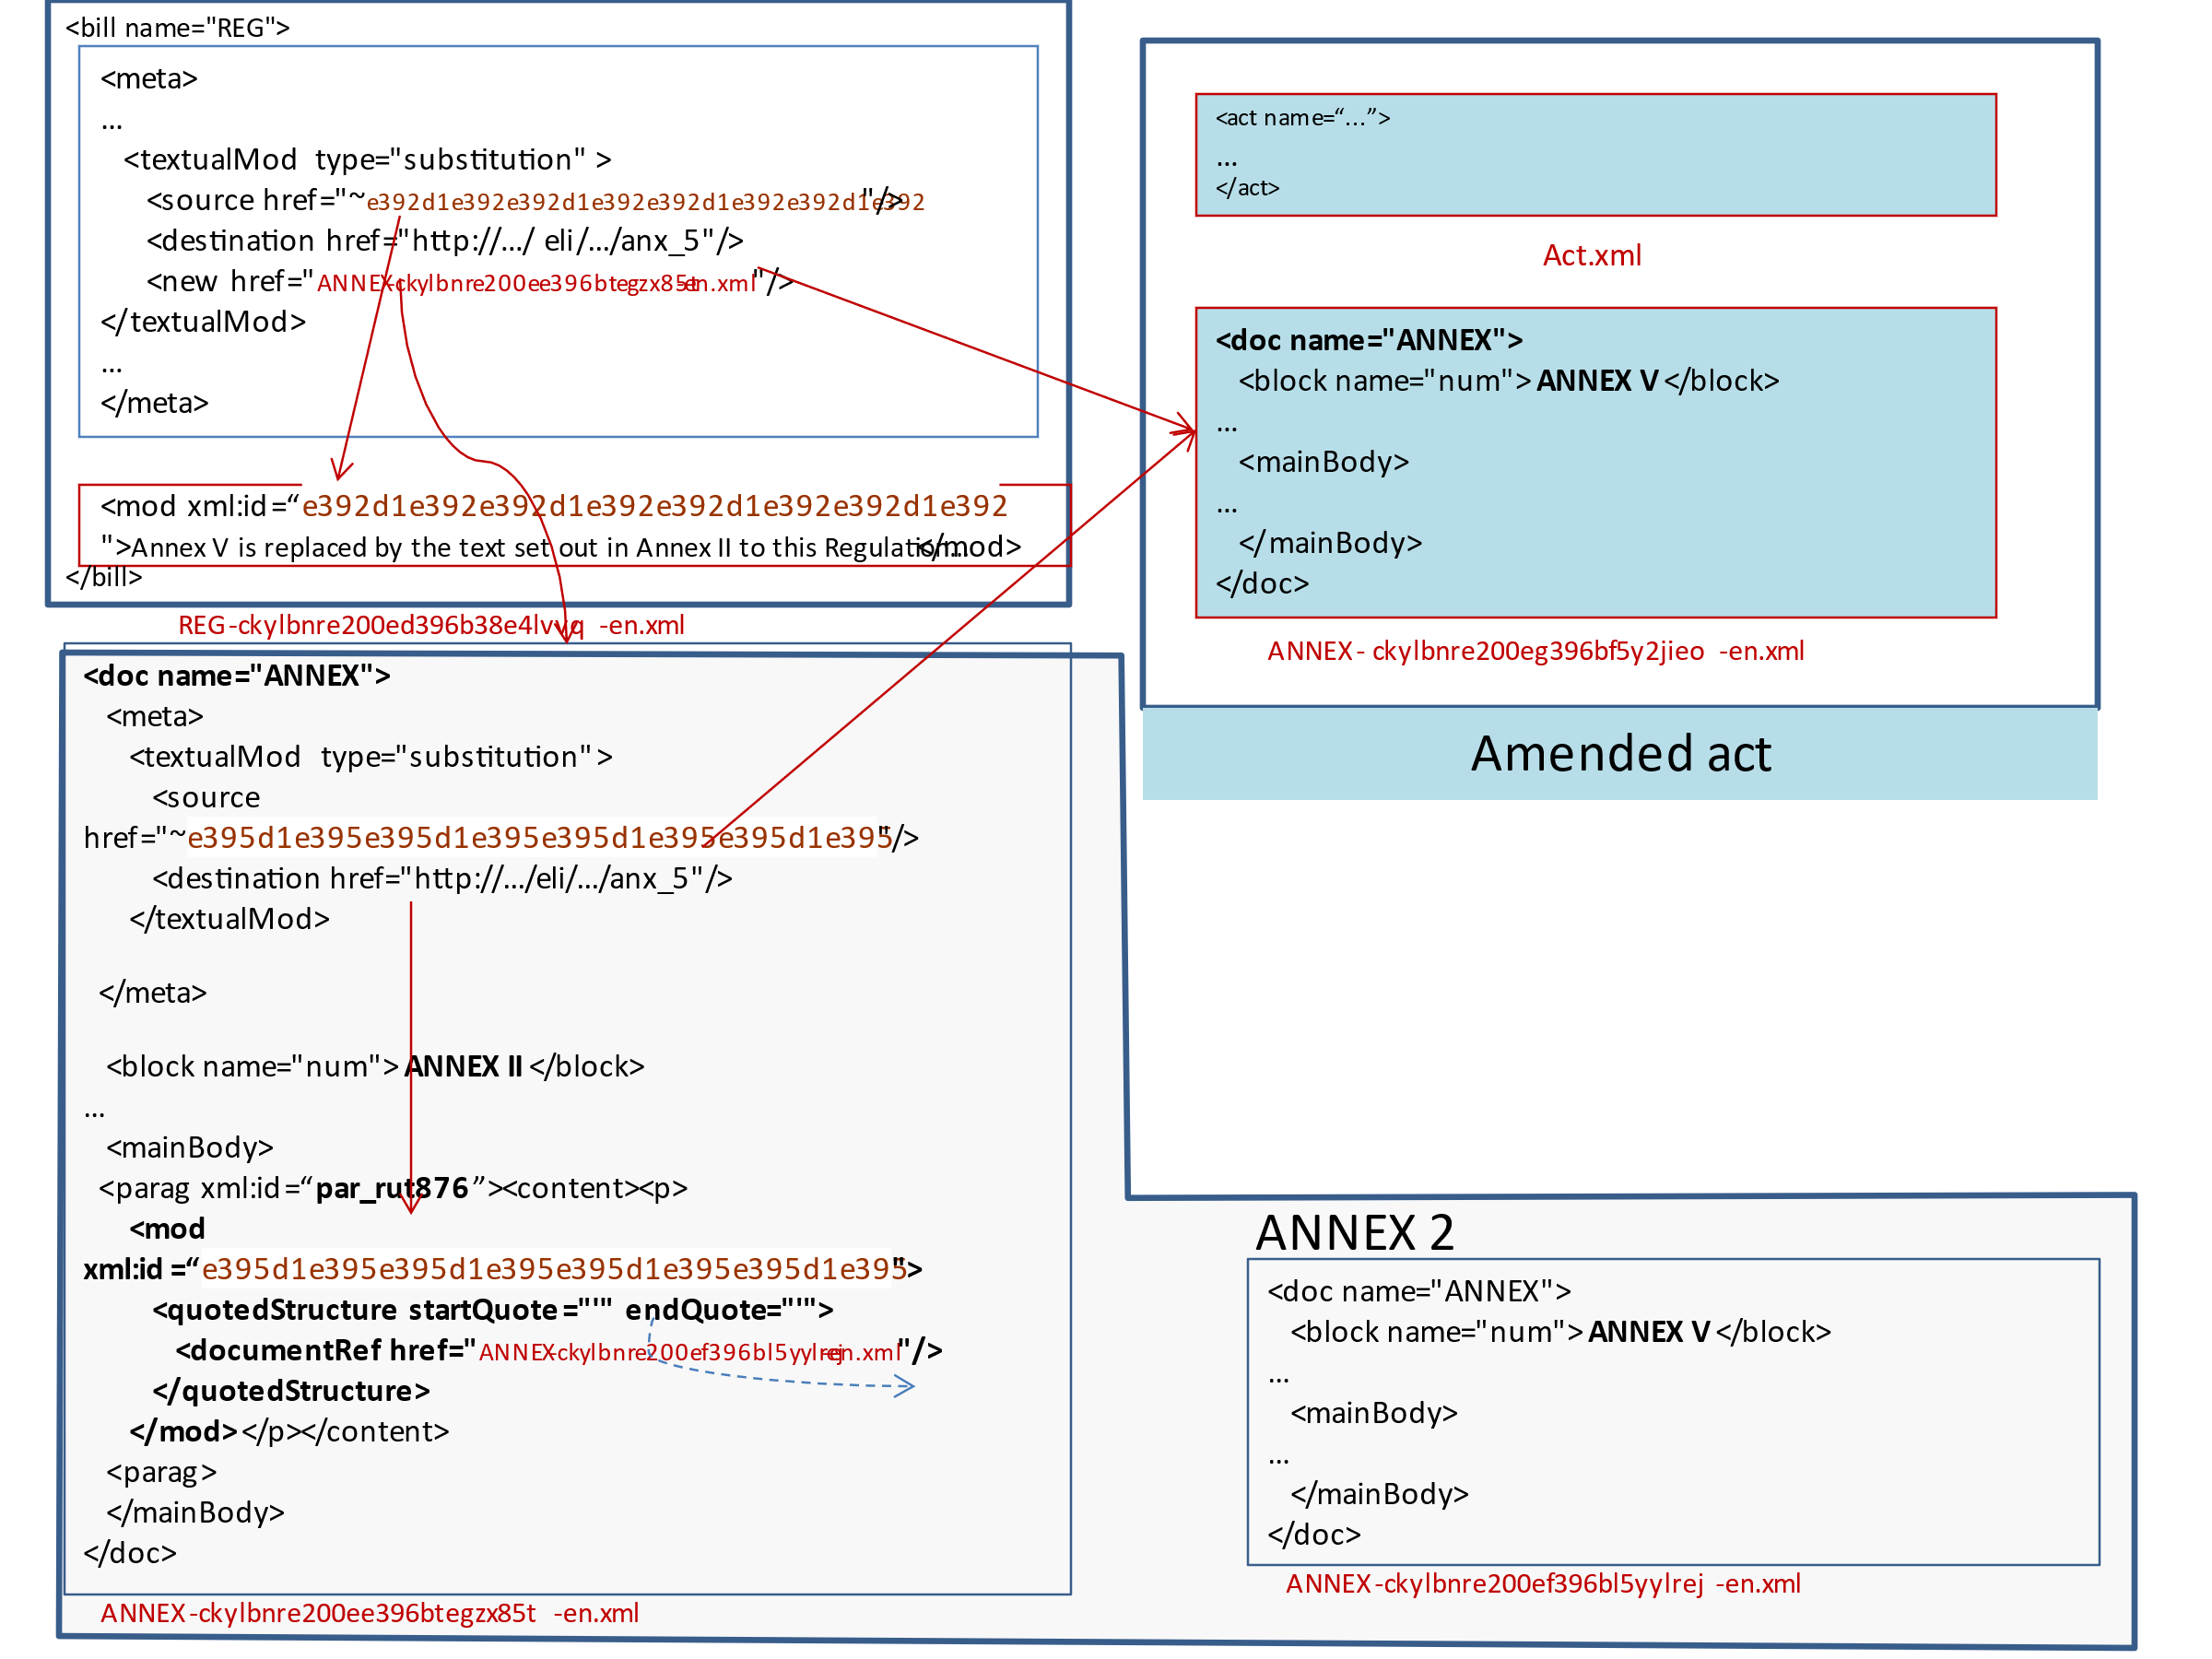 <bill name="REG">
<meta>
...
<textualMod type="substitution" >
<source href="~e392d1e392e392d1e392e392d1e392e392d1e392"/>
<destination href="http://.../ eli/.../anx_5"/>
<new href="ANNEX-ckylbnre200ee396btegzx85t-en.xml"/>
</textualMod>
...
</meta>
<mod xml:id=“e392d1e392e392d1e392e392d1e392e392d1e392
">Annex V is replaced by the text set out in Annex II to this Regulation...</mod>
</bill>
REG-ckylbnre200ed396b38e4lvvq -en.xml
<act name=“...”>
...
</act>
Act.xml
<doc name="ANNEX">
<block name="num">ANNEX V</block>
...
<mainBody>
...
</mainBody>
</doc>
ANNEX- ckylbnre200eg396bf5y2jieo -en.xml
Amended act
<doc name="ANNEX">
<meta>
<textualMod type="substitution">
<source
href="~e395d1e395e395d1e395e395d1e395e395d1e395"/>
<destination href="http://.../eli/.../anx_5"/>
</textualMod>
</meta>
<block name="num">ANNEX II</block>
...
<mainBody>
<parag xml:id=“par_rut876”><content><p>
<mod
xml:id=“e395d1e395e395d1e395e395d1e395e395d1e395">
<quotedStructure startQuote="'" endQuote="'">
<documentRef href="ANNEX-ckylbnre200ef396bl5yylrej-en.xml"/>
</quotedStructure>
</mod></p></content>
<parag>
</mainBody>
</doc>
ANNEX-ckylbnre200ee396btegzx85t -en.xml
ANNEX 2
<doc name="ANNEX">
<block name="num">ANNEX V</block>
...
<mainBody>
...
</mainBody>
</doc>
ANNEX-ckylbnre200ef396bl5yylrej -en.xml